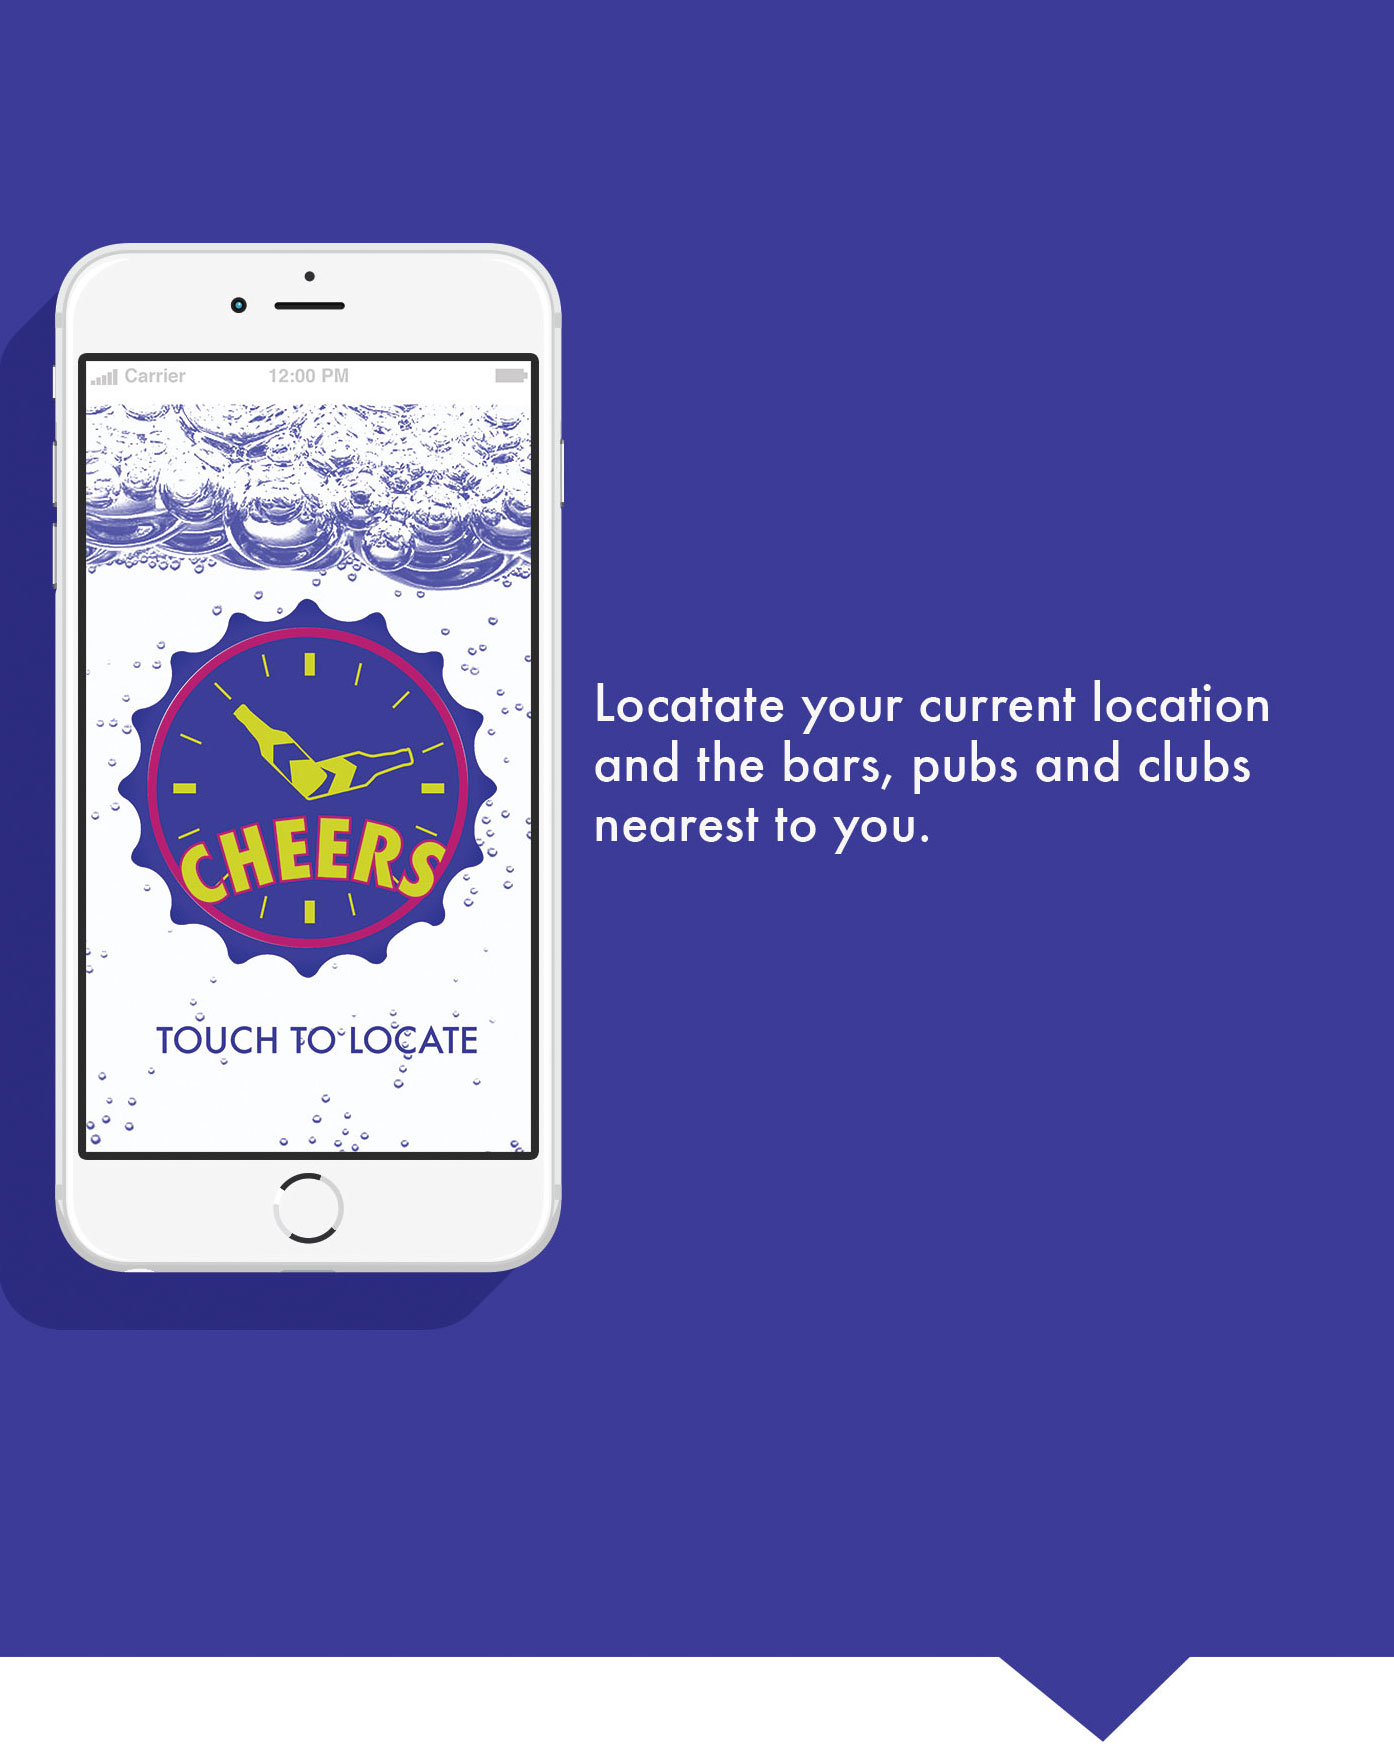 Carrier 12:00 PM
CHEERS
TOUCH TO LOCATE
Locatate your current location
and the bars, pubs and clubs
nearest to you.